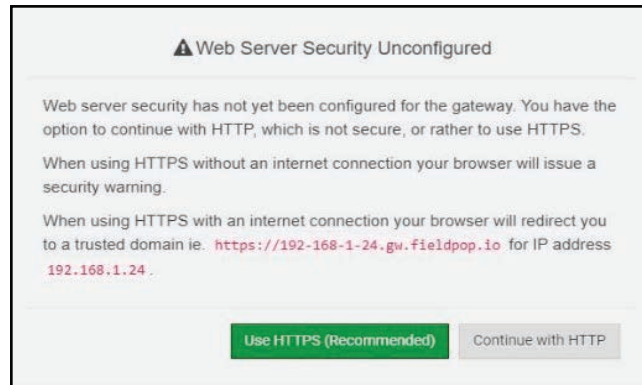 Web Server Security Unconfigured
Web server security has not yet been configured for the gateway. You have the
option to continue with HTTP, which is not secure, or rather to use HTTPS.
When using HTTPS without an internet connection your browser will issue a
security warning.
When using HTTPS with an internet connection your browser will redirect you
to a trusted domain ie. https://192-168-1-24.gw.fieldpop.io for IP address
192.168.1.24 .
Use HTTPS (Recommended) Continue with HTTP